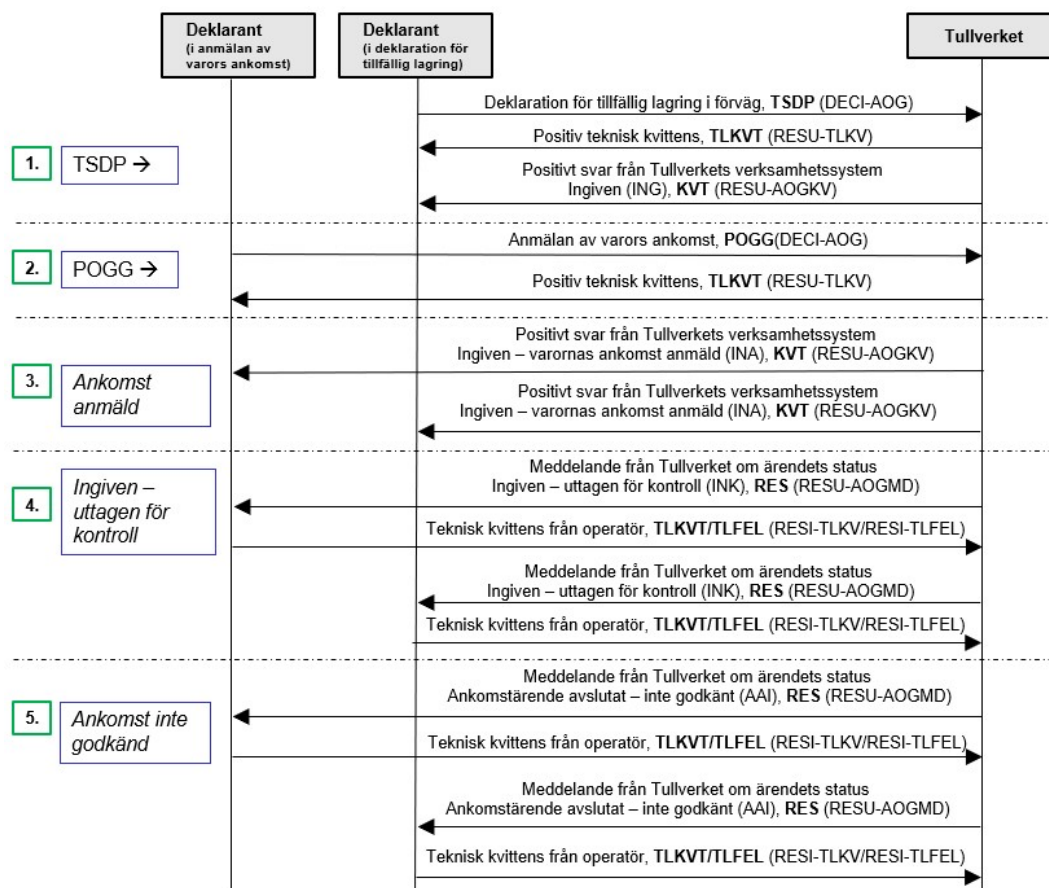 Deklarant
(i anmälan av
varors ankomst)
Deklarant
(i deklaration för
tillfällig lagring)
Tullverket
1.
TSDP →
Deklaration för tillfällig lagring i förväg, TSDP (DECI-AOG)
Positiv teknisk kvittens, TLKVT (RESU-TLKV)
Positivt svar från Tullverkets verksamhetssystem
Ingiven (ING), KVT (RESU-AOGKV)
2.
POGG →
Anmälan av varors ankomst, POGG(DECI-AOG)
Positiv teknisk kvittens, TLKVT (RESU-TLKV)
3.
Ankomst
anmäld
Positivt svar från Tullverkets verksamhetssystem
Ingiven – varornas ankomst anmäld (INA), KVT (RESU-AOGKV)
Positivt svar från Tullverkets verksamhetssystem
Ingiven – varornas ankomst anmäld (INA), KVT (RESU-AOGKV)
4.
Ingiven –
uttagen för
kontroll
Meddelande från Tullverket om ärendets status
Ingiven – uttagen för kontroll (INK), RES (RESU-AOGMD)
Teknisk kvittens från operatör, TLKVT/TLFEL (RESI-TLKV/RESI-TLFEL)
Meddelande från Tullverket om ärendets status
Ingiven – uttagen för kontroll (INK), RES (RESU-AOGMD)
Teknisk kvittens från operatör, TLKVT/TLFEL (RESI-TLKV/RESI-TLFEL)
5.
Ankomst inte
godkänd
Meddelande från Tullverket om ärendets status
Ankomstärende avslutat – inte godkänt (AAI), RES (RESU-AOGMD)
Teknisk kvittens från operatör, TLKVT/TLFEL (RESI-TLKV/RESI-TLFEL)
Meddelande från Tullverket om ärendets status
Ankomstärende avslutat – inte godkänt (AAI), RES (RESU-AOGMD)
Teknisk kvittens från operatör, TLKVT/TLFEL (RESI-TLKV/RESI-TLFEL)